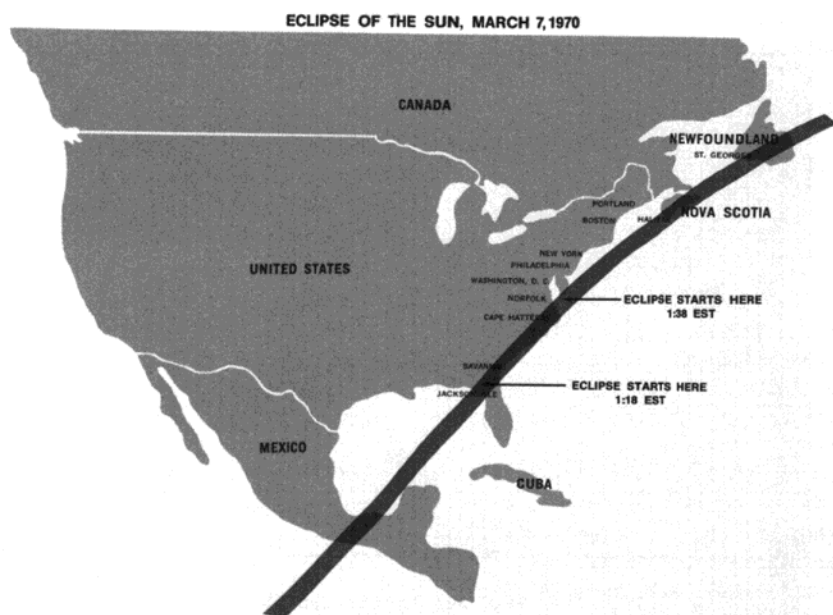 ECLIPSE OF THE SUN, MARCH 7, 1970
CANADA
NEWFOUNDLAND
ST. GEORGES
PORTLAND
NOVA SCOTIA
BOSTON
NEW YORK
PHILADELPHIA
UNITED STATES
WASHINGTON, D. C.
NORFOLK
ECLIPSE STARTS HERE
1:38 EST
CAPE HATTERAS
SAVANNAH
ECLIPSE STARTS HERE
1:18 EST
JACKSONVILLE
MEXICO
CUBA